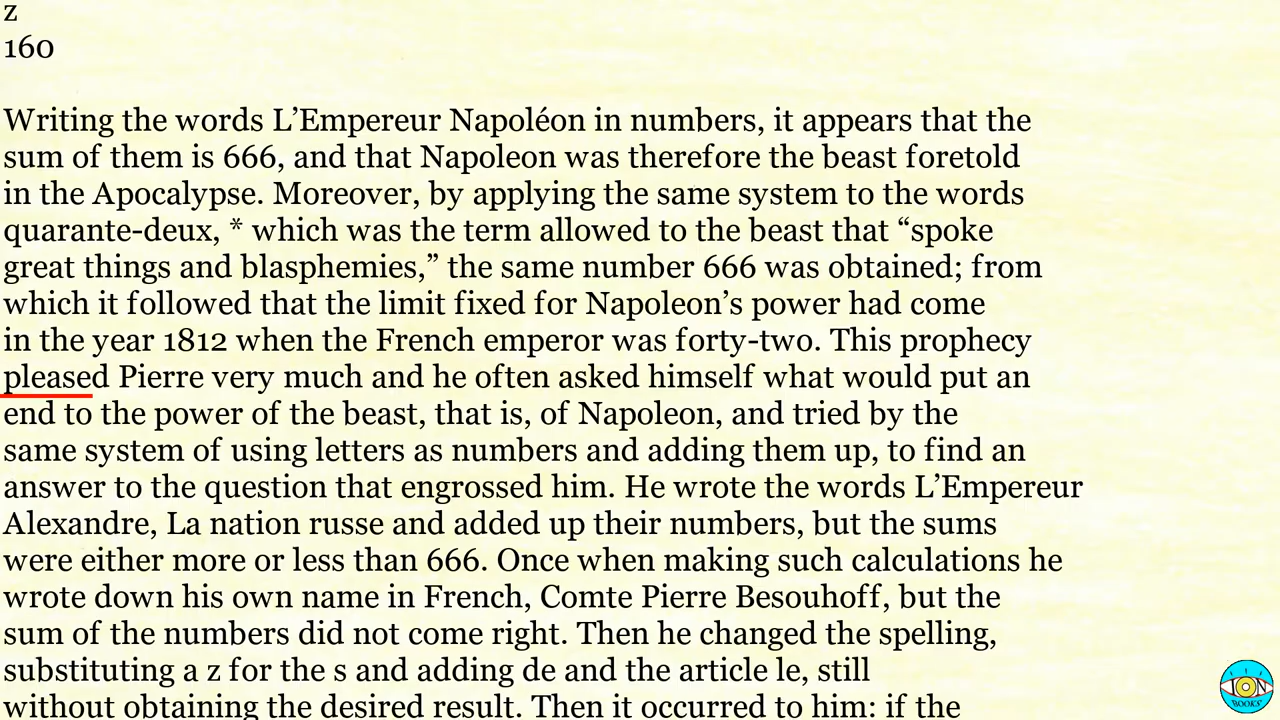 z
160
Writing the words L’Empereur Napoléon in numbers, it appears that the
sum of them is 666, and that Napoleon was therefore the beast foretold
in the Apocalypse. Moreover, by applying the same system to the words
quarante-deux, * which was the term allowed to the beast that “spoke
great things and blasphemies,” the same number 666 was obtained; from
which it followed that the limit fixed for Napoleon’s power had come
in the year 1812 when the French emperor was forty-two. This prophecy
pleased Pierre very much and he often asked himself what would put an
end to the power of the beast, that is, of Napoleon, and tried by the
same system of using letters as numbers and adding them up, to find an
answer to the question that engrossed him. He wrote the words L’Empereur
Alexandre, La nation russe and added up their numbers, but the sums
were either more or less than 666. Once when making such calculations he
wrote down his own name in French, Comte Pierre Besouhoff, but the
sum of the numbers did not come right. Then he changed the spelling,
substituting a z for the s and adding de and the article le, still
without obtaining the desired result. Then it occurred to him: if the
ION
BOOKS